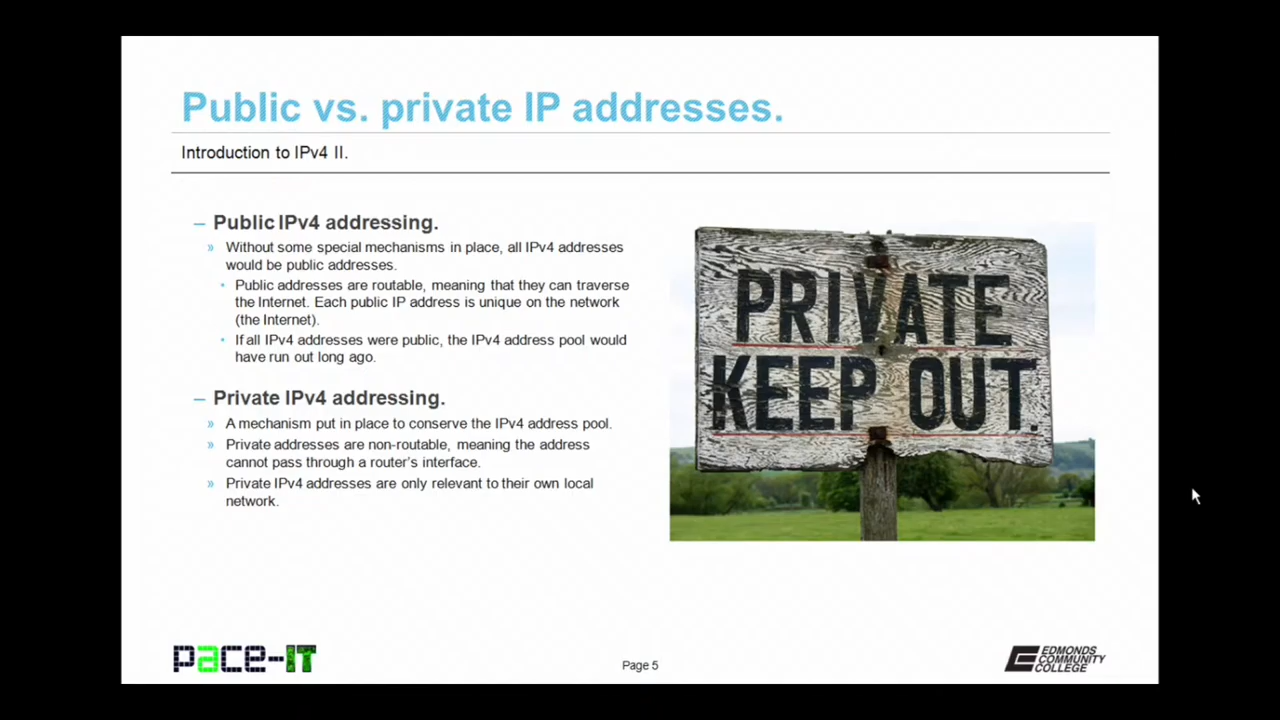 Public vs. private IP addresses.
Introduction to IPv4 II.
– Public IPv4 addressing.
» Without some special mechanisms in place, all IPv4 addresses
would be public addresses.
• Public addresses are routable, meaning that they can traverse
the Internet. Each public IP address is unique on the network
(the Internet).
• If all IPv4 addresses were public, the IPv4 address pool would
have run out long ago.
– Private IPv4 addressing.
» A mechanism put in place to conserve the IPv4 address pool.
» Private addresses are non-routable, meaning the address
cannot pass through a router's interface.
» Private IPv4 addresses are only relevant to their own local
network.
PRIVATE
KEEP OUT.
pace-IT
Page 5
EDMONDS
COMMUNITY
COLLEGE